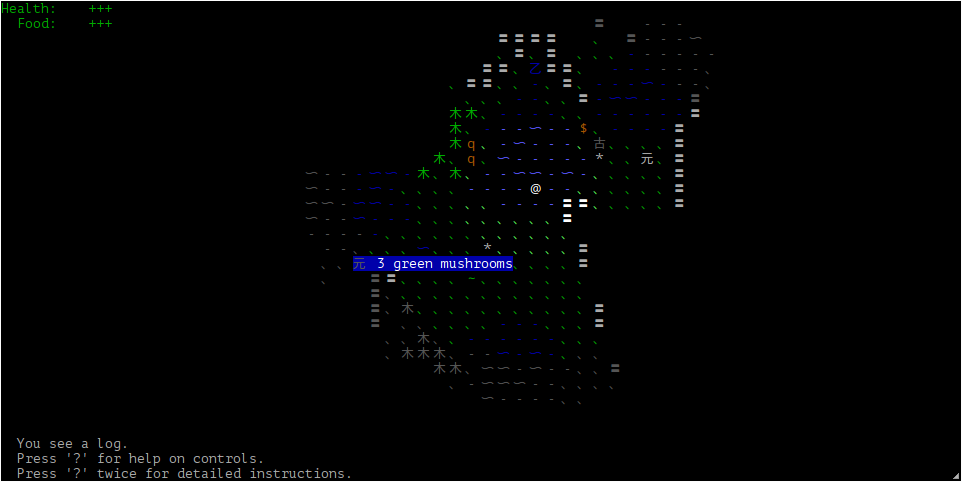 Health: +++
Food: +++
元 3 green mushrooms
You see a log.
Press '?' for help on controls.
Press '?' twice for detailed instructions.